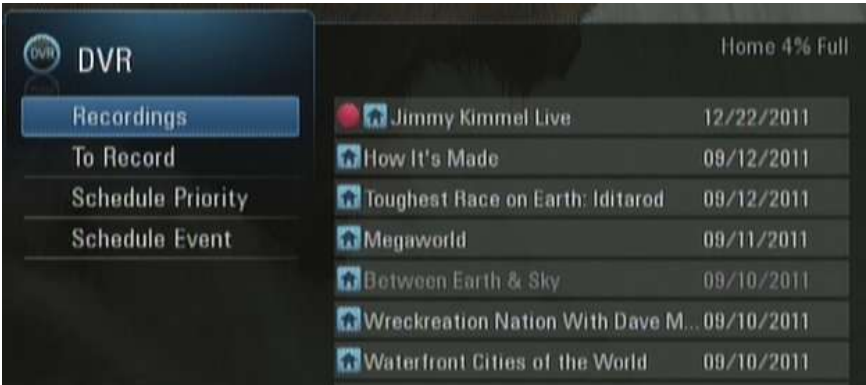 DVR
DVR
Home 4% Full
Recordings
To Record
Schedule Priority
Schedule Event
Jimmy Kimmel Live 12/22/2011
How It's Made 09/12/2011
Toughest Race on Earth: Iditarod 09/12/2011
Megaworld 09/11/2011
Between Earth & Sky 09/10/2011
Wreckreation Nation With Dave M... 09/10/2011
Waterfront Cities of the World 09/10/2011